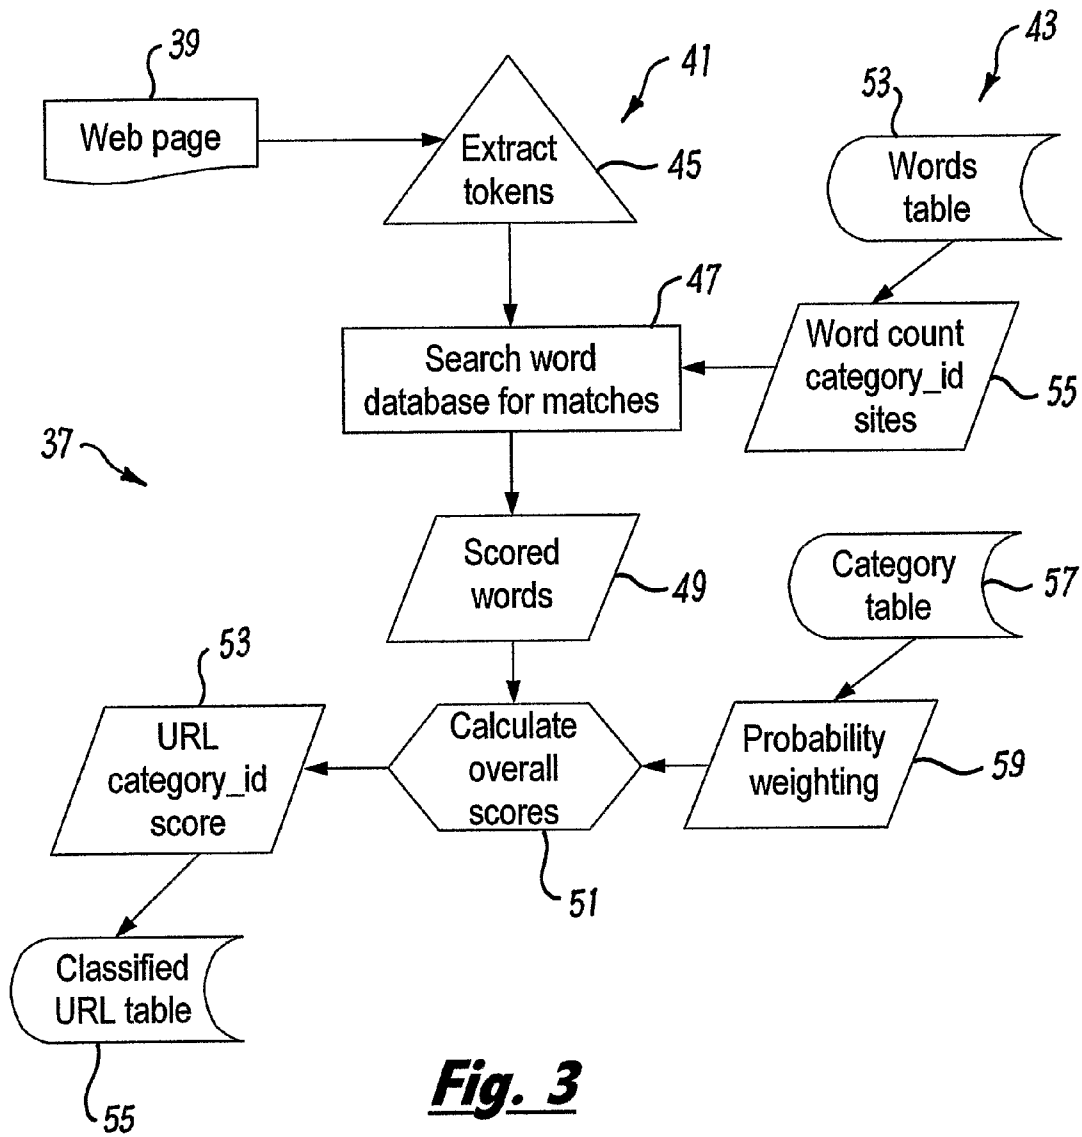 39
41
43
53
Web page
Extract
tokens
45
Words
table
47
Search word
database for matches
Word count
category_id
sites
55
37
Scored
words
49
Category
table
57
53
URL
category_id
score
Calculate
overall
scores
Probability
weighting
59
51
Classified
URL table
55
Fig. 3